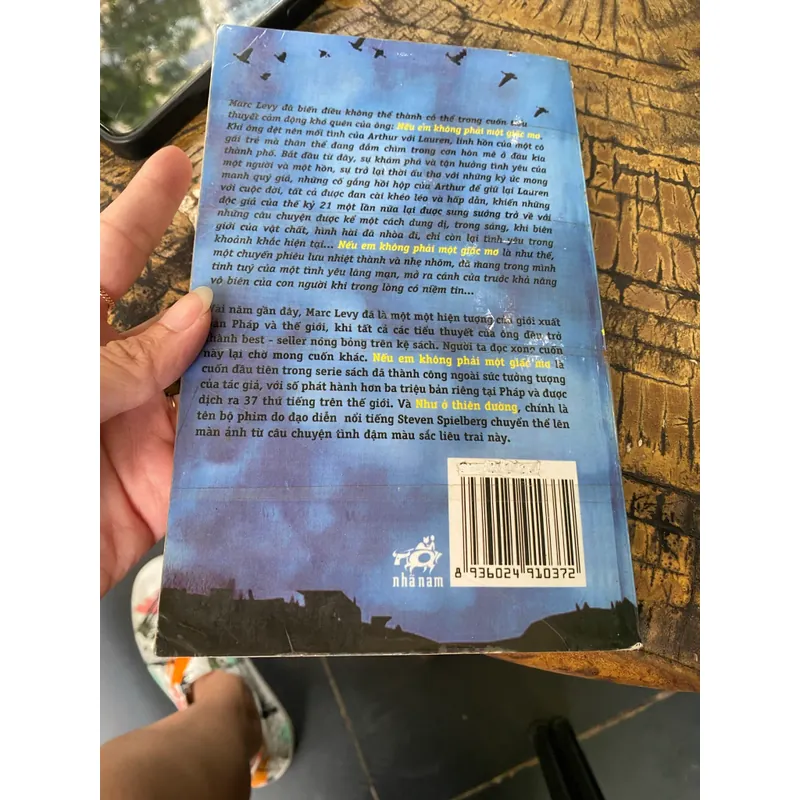 Marc Levy đã biến điều không thể thành có thể trong cuốn tiểu
thuyết cảm động khó quên của ông: Nếu em không phải một giấc mơ
Khi ông dệt nên mối tình của Arthur với Lauren, linh hồn của một cô
gái trẻ mà thân thể đang đắm chìm trong cơn hôn mê ở đâu kia
thành phố. Bắt đầu từ đây, sự khám phá và tận hưởng tình yêu của
một người và một hồn, sự trở lại thời ấu thơ với những ký ức mong
manh quý giá, những cố gắng hồi hộp của Arthur để giữ lại Lauren
với cuộc đời, tất cả được đan cài khéo léo và hấp dẫn, khiến những
độc giả của thế kỷ 21 một lần nữa lại được sung sướng trở về với
những câu chuyện được kể một cách dung dị, trong sáng, khi biên
giới của vật chất, hình hài đã nhòa đi, chỉ còn lại tình yêu trong
khoảnh khắc hiện tại... Nếu em không phải một giấc mơ là như thế,
một chuyến phiêu lưu nhiệt thành và nhẹ nhõm, đã mang trong mình
tinh tuý của một tình yêu lãng mạn, mở ra cánh cửa trước khả năng
vô biên của con người khi trong lòng có niềm tin...
Vài năm gần đây, Marc Levy đã là một một hiện tượng của giới xuất
bản Pháp và thế giới, khi tất cả các tiểu thuyết của ông đều trở
thành best - seller nóng bỏng trên kệ sách. Người ta đọc xong cuốn
này lại chờ mong cuốn khác. Nếu em không phải một giấc mơ là
cuốn đầu tiên trong serie sách đã thành công ngoài sức tưởng tượng
của tác giả, với số phát hành hơn ba triệu bản riêng tại Pháp và được
dịch ra 37 thứ tiếng trên thế giới. Và Như ở thiên đường, chính là
tên bộ phim do đạo diễn nổi tiếng Steven Spielberg chuyển thể lên
màn ảnh từ câu chuyện tình đậm màu sắc liêu trai này.
nhã nam
8 936024 910372